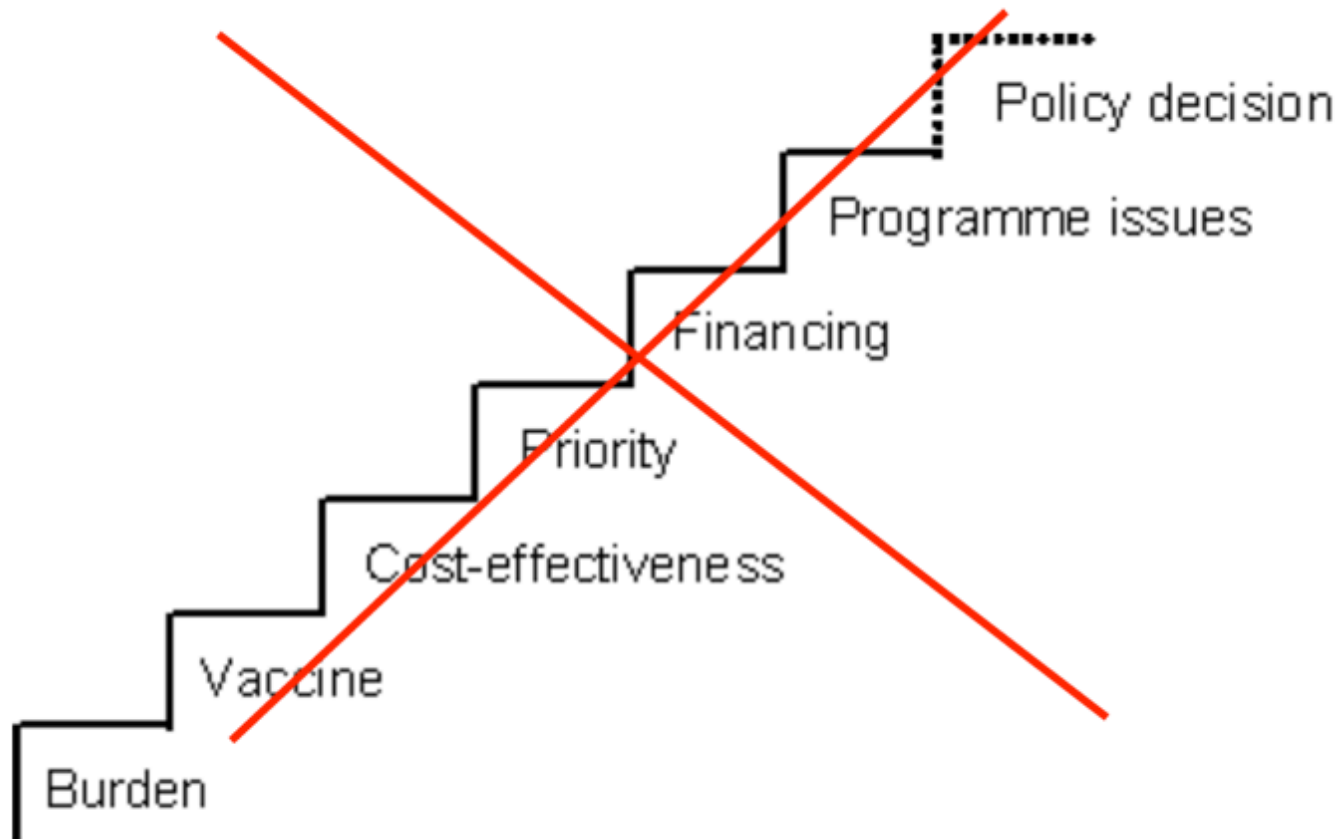 Policy decision
Programme issues
Financing
Priority
Cost-effectiveness
Vaccine
Burden